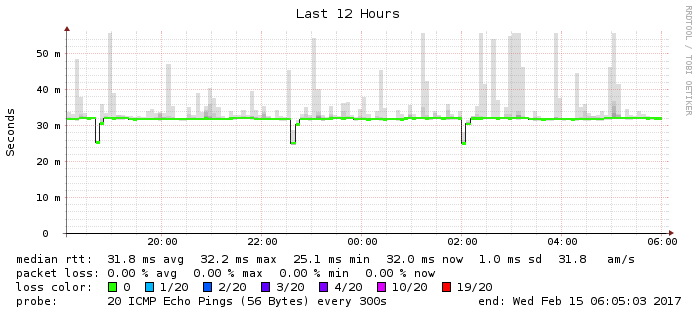 Last 12 Hours
RRDTOOL / TOBI OETIKER
Seconds
50 m
40 m
30 m
20 m
10 m
0
20:00 22:00 00:00 02:00 04:00 06:00
median rtt: 31.8 ms avg 32.2 ms max 25.1 ms min 32.0 ms now 1.0 ms sd 31.8 am/s
packet loss: 0.00 % avg 0.00 % max 0.00 % min 0.00 % now
loss color: 0 1/20 2/20 3/20 4/20 10/20 19/20
probe: 20 ICMP Echo Pings (56 Bytes) every 300s end: Wed Feb 15 06:05:03 2017